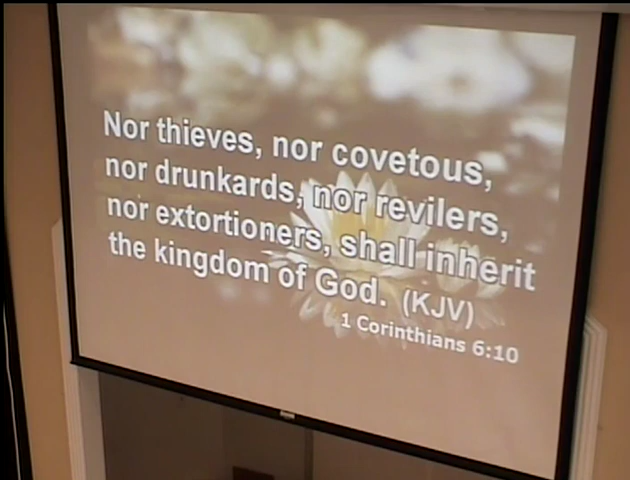 Nor thieves, nor covetous,
nor drunkards, nor revilers,
nor extortioners, shall inherit
the kingdom of God. (KJV)
1 Corinthians 6:10